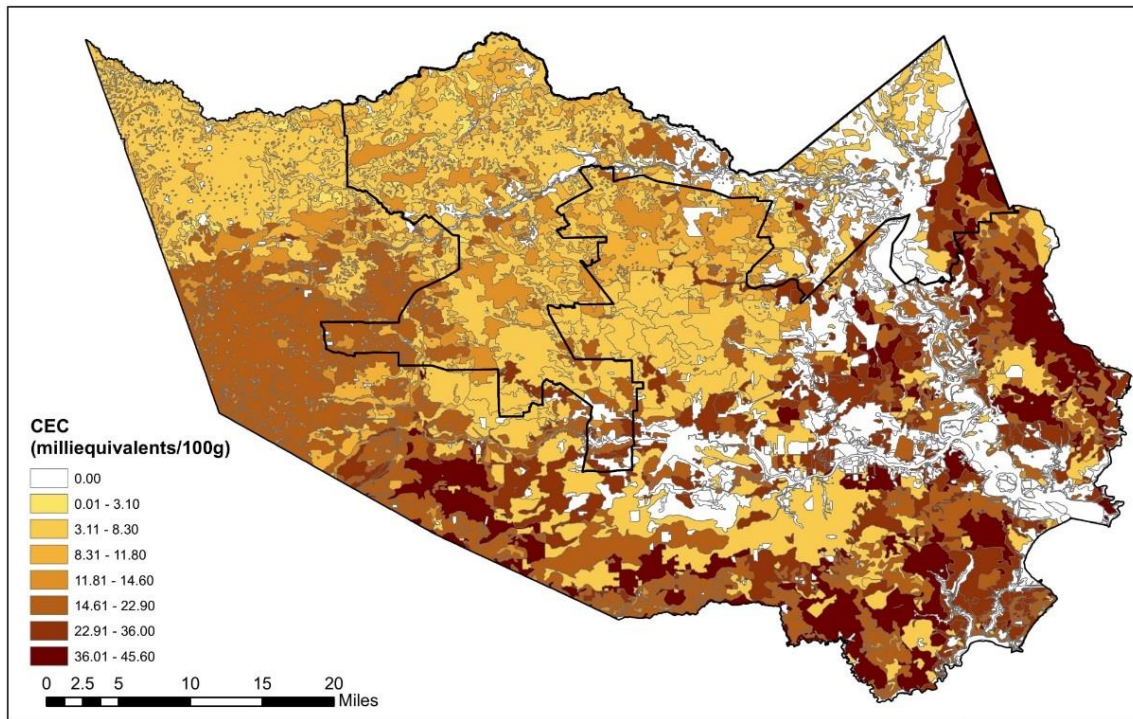 CEC
(milliequivalents/100g)
0.00
0.01 - 3.10
3.11 - 8.30
8.31 - 11.80
11.81 - 14.60
14.61 - 22.90
22.91 - 36.00
36.01 - 45.60
0 2.5 5 10 15 20
Miles